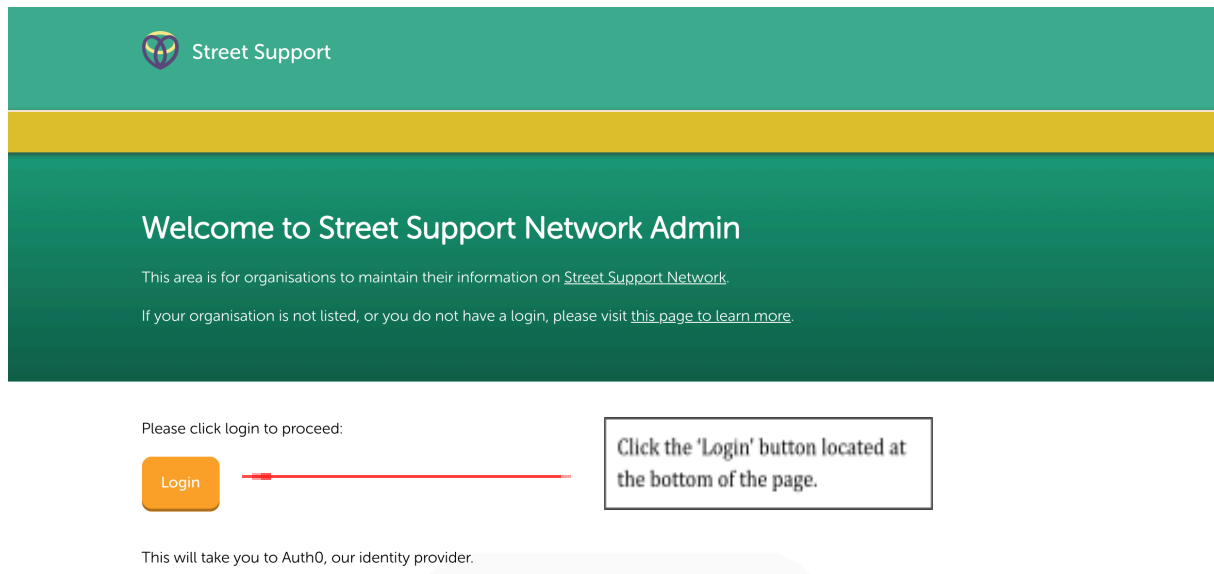 Street Support
Welcome to Street Support Network Admin
This area is for organisations to maintain their information on Street Support Network.
If your organisation is not listed, or you do not have a login, please visit this page to learn more.
Please click login to proceed:
Login
Click the 'Login' button located at
the bottom of the page.
This will take you to Auth0, our identity provider.